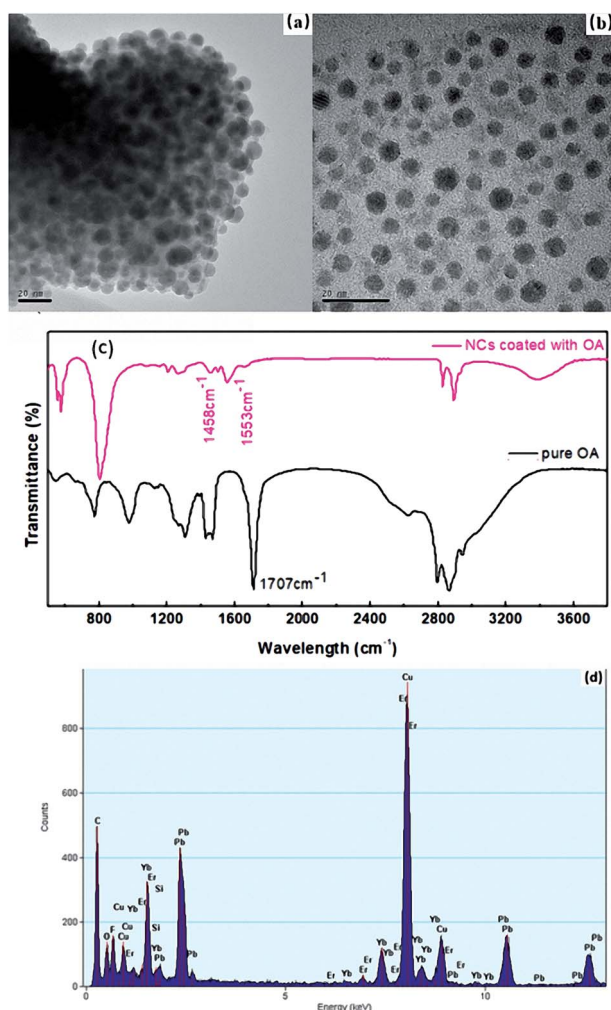 (a)
20 nm
(b)
20 nm
(c)
NCs coated with OA
1458cm-1
1553cm-1
pure OA
1707cm-1
Transmittance (%)
800 1200 1600 2000 2400 2800 3200 3600
Wavelength (cm-1)
(d)
Cu
Er
Er
800
600
C
Pb
Pb
400
Yb
Er
Si
Cu
Yb
Er
Cu
Si
200
O
F
Cu
Er
Yb
Pb
Pb
Er
Yb
Er
Yb
Yb
Er
Er
Yb
Yb
Yb
Cu
Er
Pb
Er
Yb
Yb
Pb
Pb
Pb
Pb
Pb
Pb
0
0 5 10
Counts
Energy (keV)